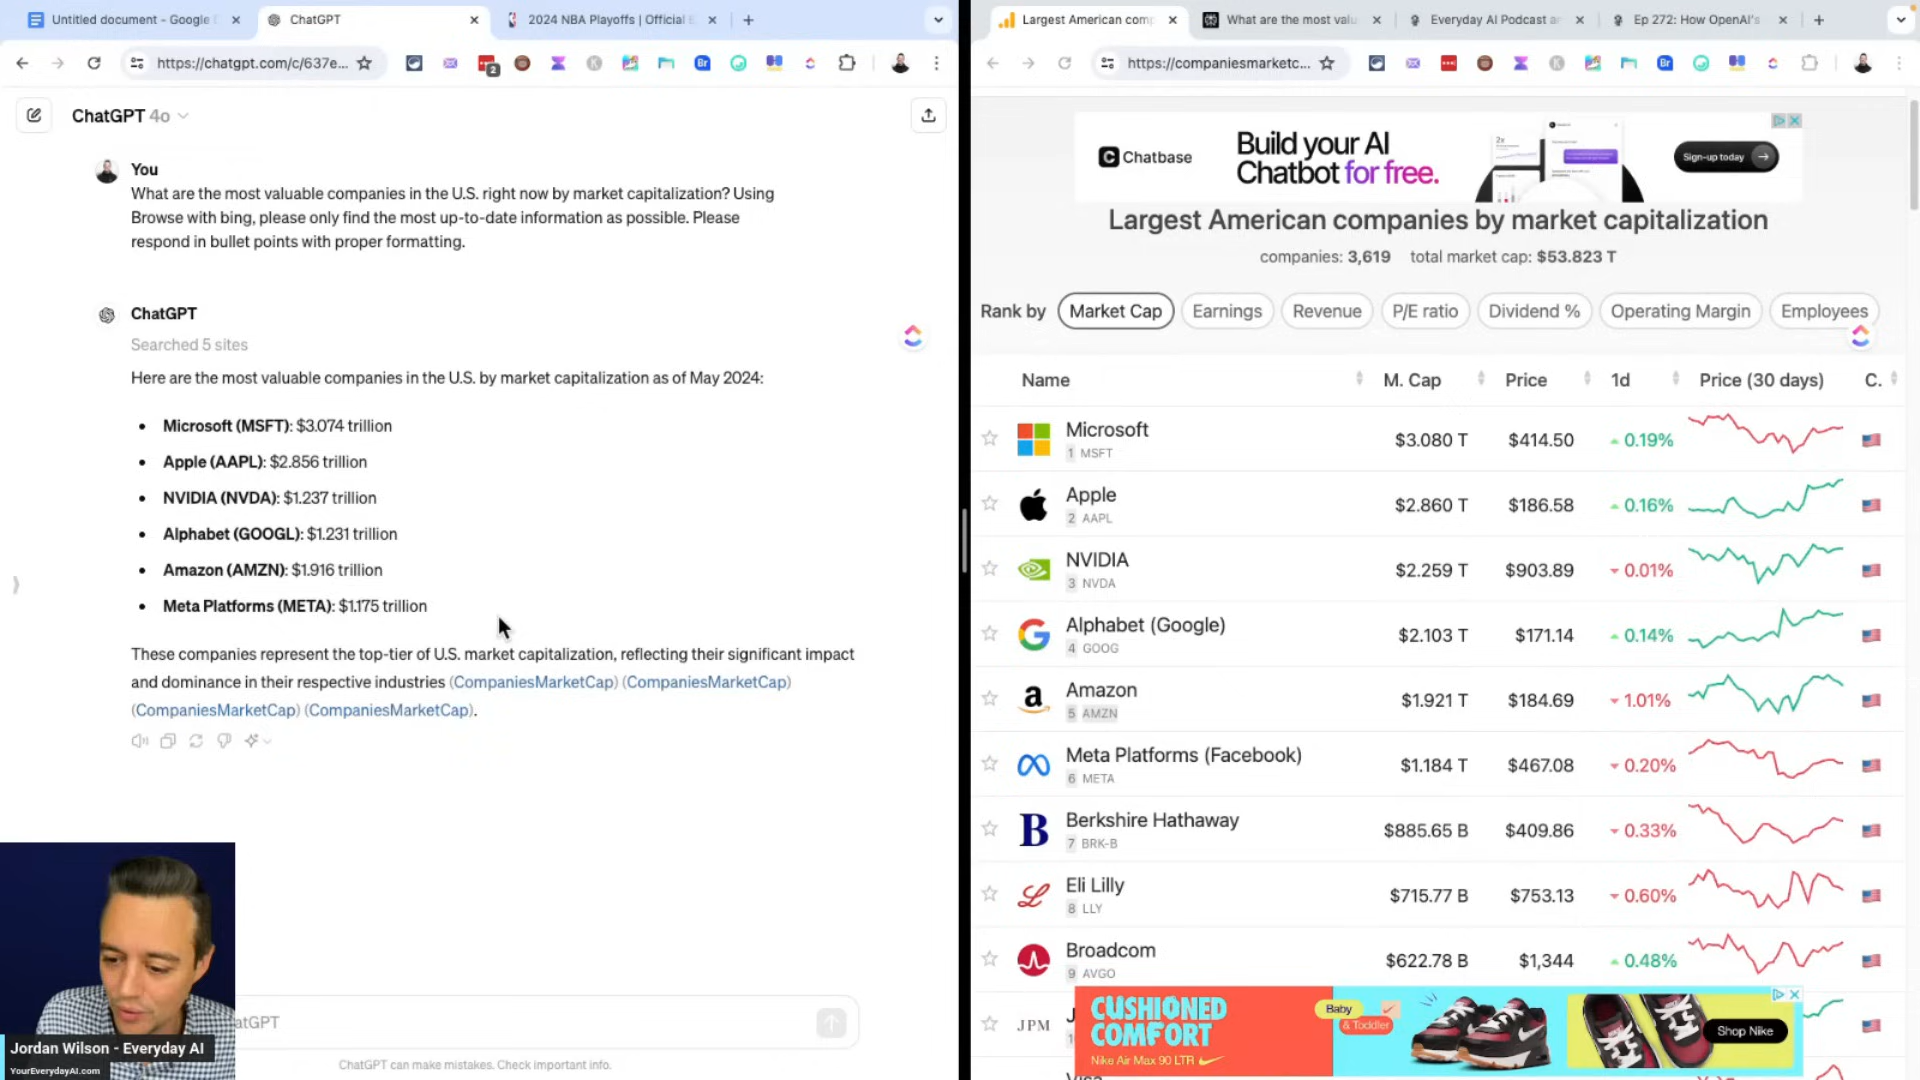 Untitled document - Google
ChatGPT
2024 NBA Playoffs | Official
https://chatgpt.com/c/637e...
2
ChatGPT 4o
You
What are the most valuable companies in the U.S. right now by market capitalization? Using
Browse with bing, please only find the most up-to-date information as possible. Please
respond in bullet points with proper formatting.
ChatGPT
Searched 5 sites
Here are the most valuable companies in the U.S. by market capitalization as of May 2024:
• Microsoft (MSFT): $3.074 trillion
• Apple (AAPL): $2.856 trillion
• NVIDIA (NVDA): $1.237 trillion
• Alphabet (GOOGL): $1.231 trillion
• Amazon (AMZN): $1.916 trillion
• Meta Platforms (META): $1.175 trillion
These companies represent the top-tier of U.S. market capitalization, reflecting their significant impact
and dominance in their respective industries (CompaniesMarketCap) (CompaniesMarketCap)
(CompaniesMarketCap) (CompaniesMarketCap).
atGPT
ChatGPT can make mistakes. Check important info.
Jordan Wilson - Everyday AI
YourEverydayAI.com
Largest American comp
What are the most valu
Everyday AI Podcast a
Ep 272: How OpenAI's
https://companiesmarketc...
Br
Chatbase
Build your AI
Chatbot for free.
Sign-up today
Largest American companies by market capitalization
companies: 3,619 total market cap: $53.823 T
Rank by Market Cap Earnings Revenue P/E ratio Dividend % Operating Margin Employees
Name M. Cap Price 1d Price (30 days) C.
Microsoft
1 MSFT
$3.080 T $414.50 0.19%
Apple
2 AAPL
$2.860 T $186.58 0.16%
NVIDIA
3 NVDA
$2.259 T $903.89 0.01%
Alphabet (Google)
4 GOOG
$2.103 T $171.14 0.14%
Amazon
5 AMZN
$1.921 T $184.69 1.01%
Meta Platforms (Facebook)
6 META
$1.184 T $467.08 0.20%
Berkshire Hathaway
7 BRK-B
$885.65 B $409.86 0.33%
Eli Lilly
8 LLY
$715.77 B $753.13 0.60%
Broadcom
9 AVGO
$622.78 B $1,344 0.48%
JPM
CUSHIONED
COMFORT
Nike Air Max 90 LTR
Baby
& Toddler
Shop Nike